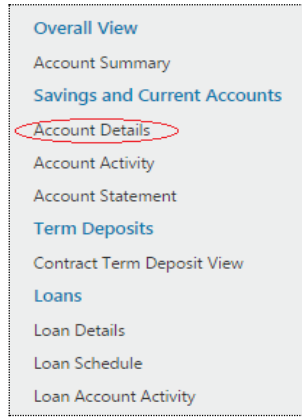 Overall View
Account Summary
Savings and Current Accounts
Account Details
Account Activity
Account Statement
Term Deposits
Contract Term Deposit View
Loans
Loan Details
Loan Schedule
Loan Account Activity